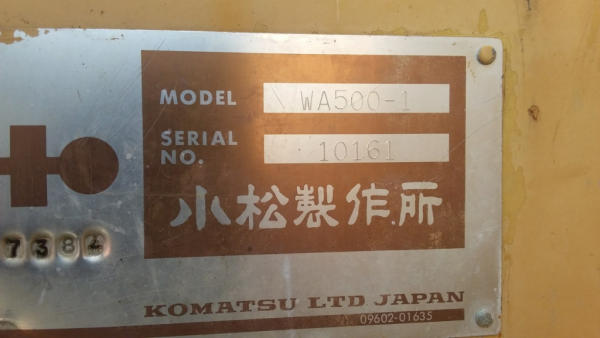 MODEL WA500-1
SERIAL NO. 10161
小松製作所
7384
KOMATSU LTD JAPAN
09602-01635